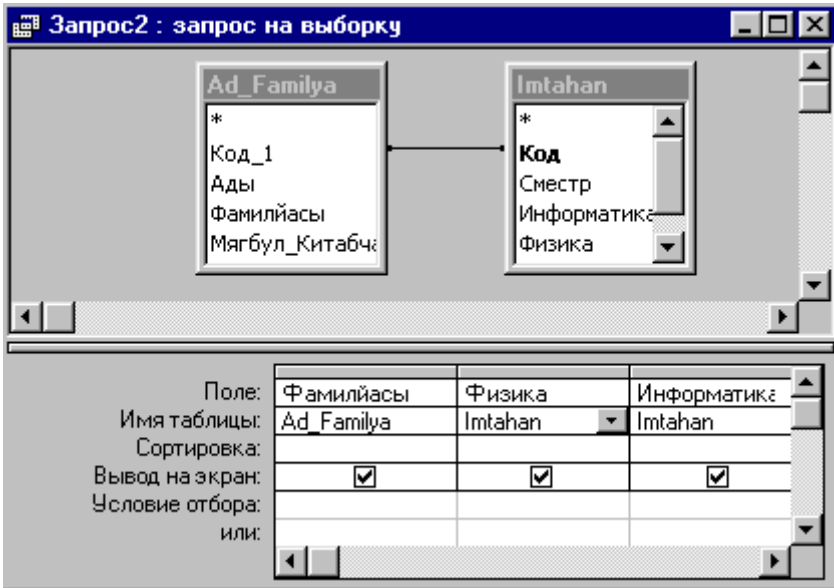 Запрос2 : запрос на выборку
Ad_Familya
*
Код_1
Ады
Фамилйасы
Мягбул_Китабча
Imtahan
*
Код
Сместр
Информатика
Физика
Поле: Фамилйасы Физика Информатика
Имя таблицы: Ad_Familya Imtahan Imtahan
Сортировка:
Вывод на экран:
Условие отбора:
или: